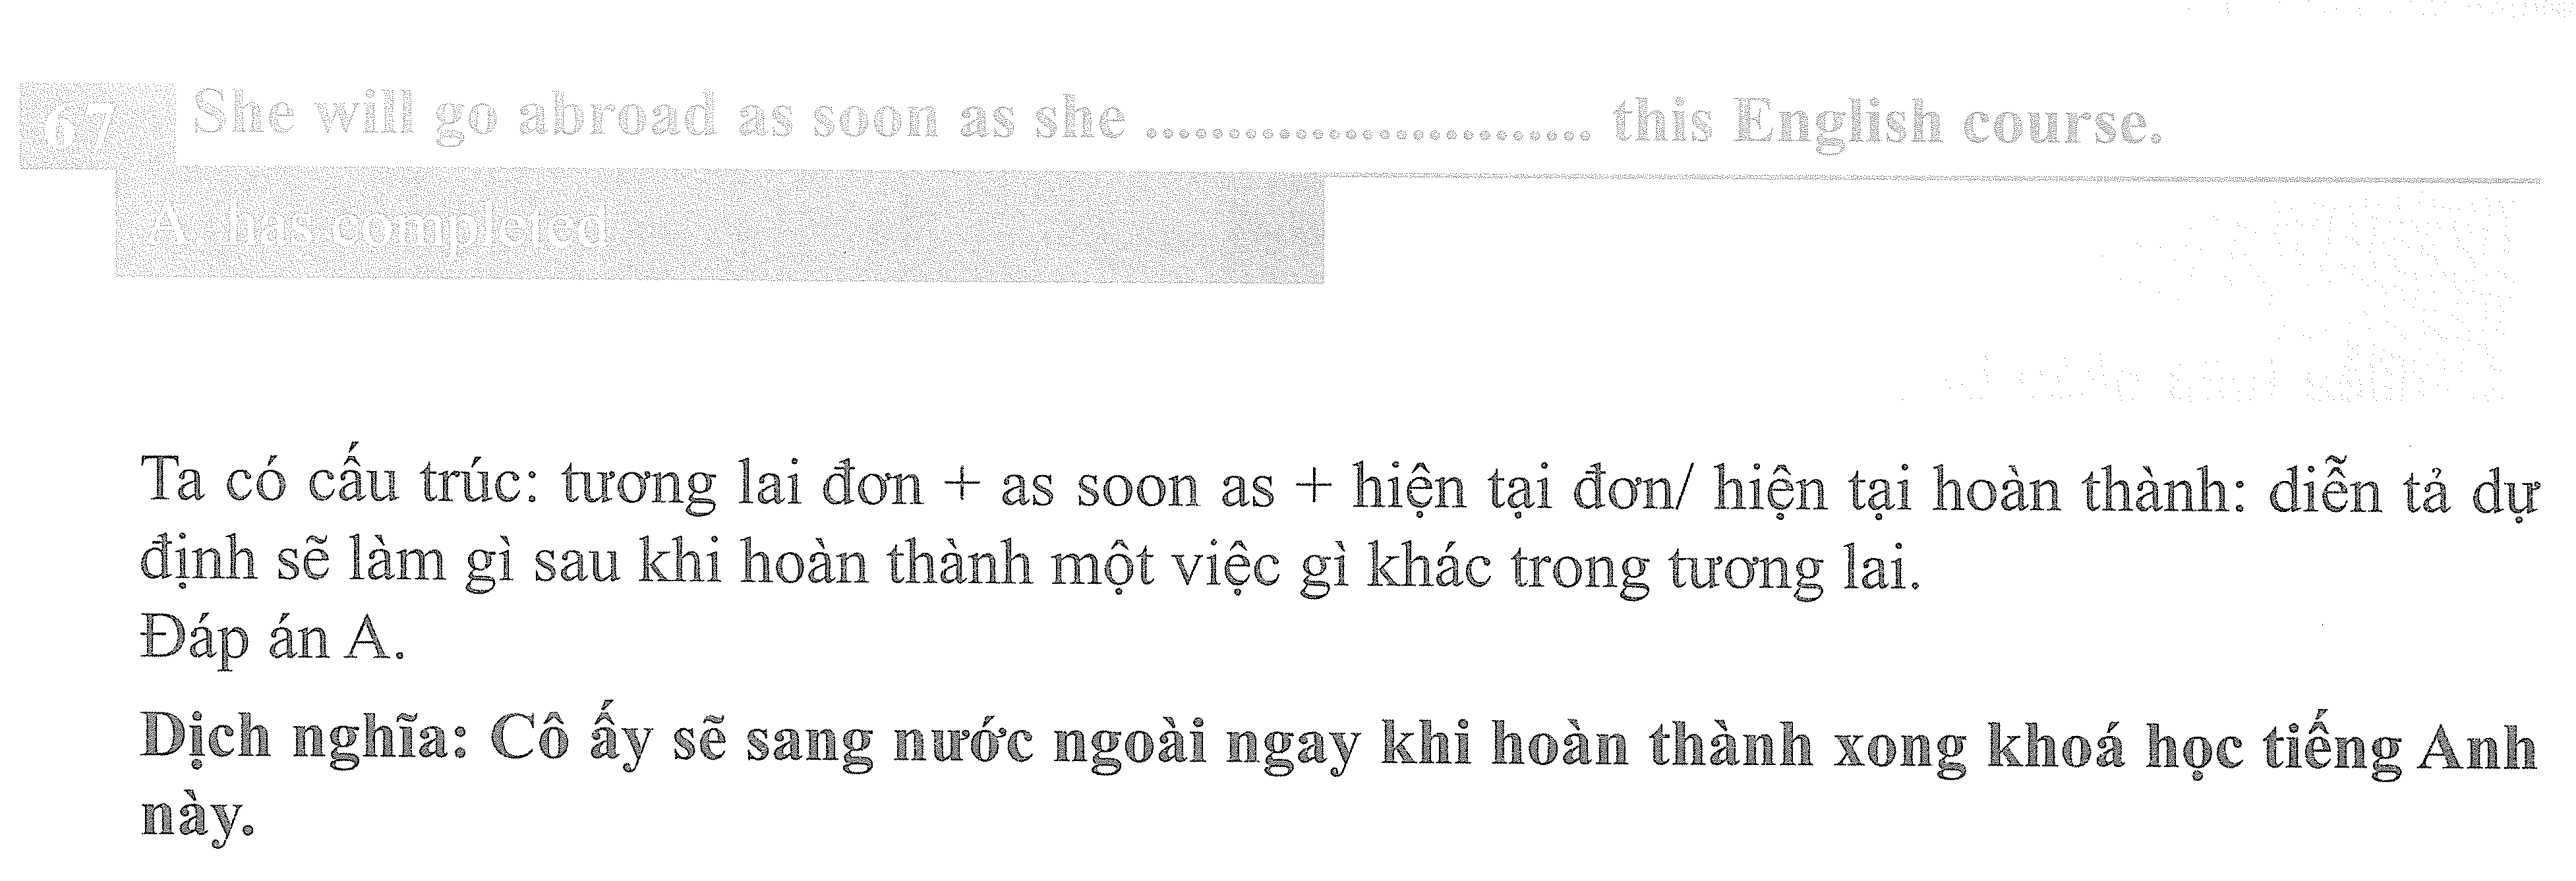 67 She will go abroad as soon as she ........................... this English course.
A. has completed
Ta có cấu trúc: tương lai đơn + as soon as + hiện tại đơn/ hiện tại hoàn thành: diễn tả dự
định sẽ làm gì sau khi hoàn thành một việc gì khác trong tương lai.
Đáp án A.
Dịch nghĩa: Cô ấy sẽ sang nước ngoài ngay khi hoàn thành xong khoá học tiếng Anh
này.